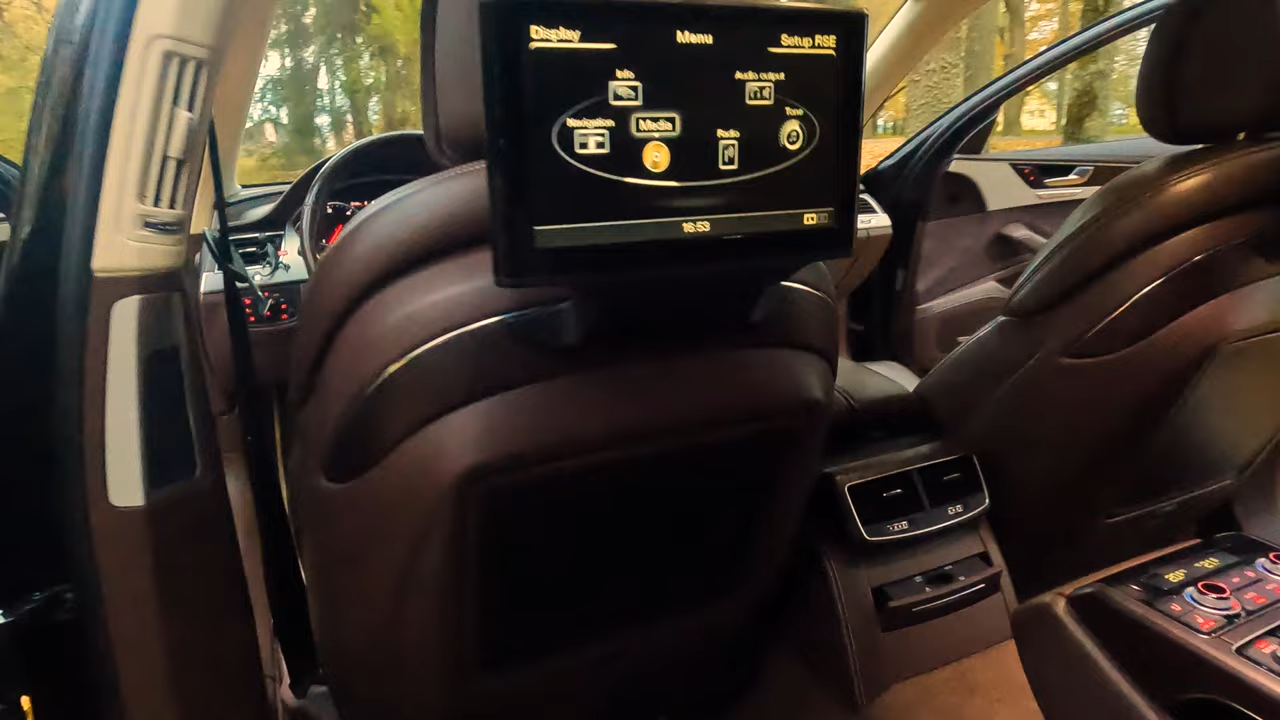 Display
Menu
Setup RSE
Info
Audio output
Navigation
Media
Radio
Tone
16:53